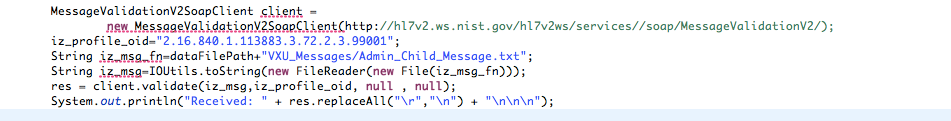 MessageValidationV2SoapClient client =
new MessageValidationV2SoapClient(http://hl7v2.ws.nist.gov/hl7v2ws/services//soap/MessageValidationV2/);
iz_profile_oid="2.16.840.1.113883.3.72.2.3.99001";
String iz_msg_fn=dataFilePath+"VXU_Messages/Admin_Child_Message.txt";
String iz_msg=IOUtils.toString(new FileReader(new File(iz_msg_fn)));
res = client.validate(iz_msg,iz_profile_oid, null , null);
System.out.println("Received: " + res.replaceAll("\r","\n") + "\n\n\n");